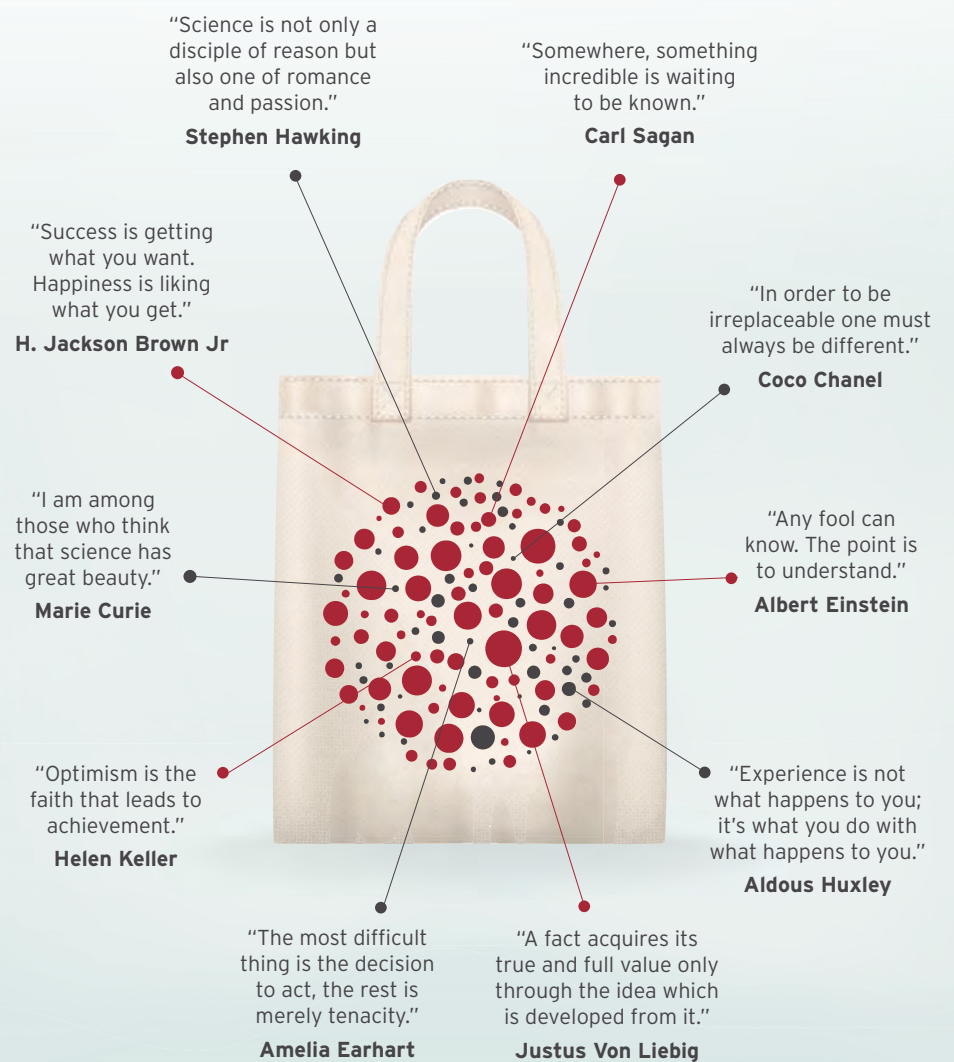 “Science is not only a
disciple of reason but
also one of romance
and passion.”
Stephen Hawking
“Somewhere, something
incredible is waiting
to be known.”
Carl Sagan
“Success is getting
what you want.
Happiness is liking
what you get.”
H. Jackson Brown Jr
“In order to be
irreplaceable one must
always be different.”
Coco Chanel
“I am among
those who think
that science has
great beauty.”
Marie Curie
“Any fool can
know. The point is
to understand.”
Albert Einstein
“Optimism is the
faith that leads to
achievement.”
Helen Keller
“Experience is not
what happens to you;
it’s what you do with
what happens to you.”
Aldous Huxley
“The most difficult
thing is the decision
to act, the rest is
merely tenacity.”
Amelia Earhart
“A fact acquires its
true and full value only
through the idea which
is developed from it.”
Justus Von Liebig